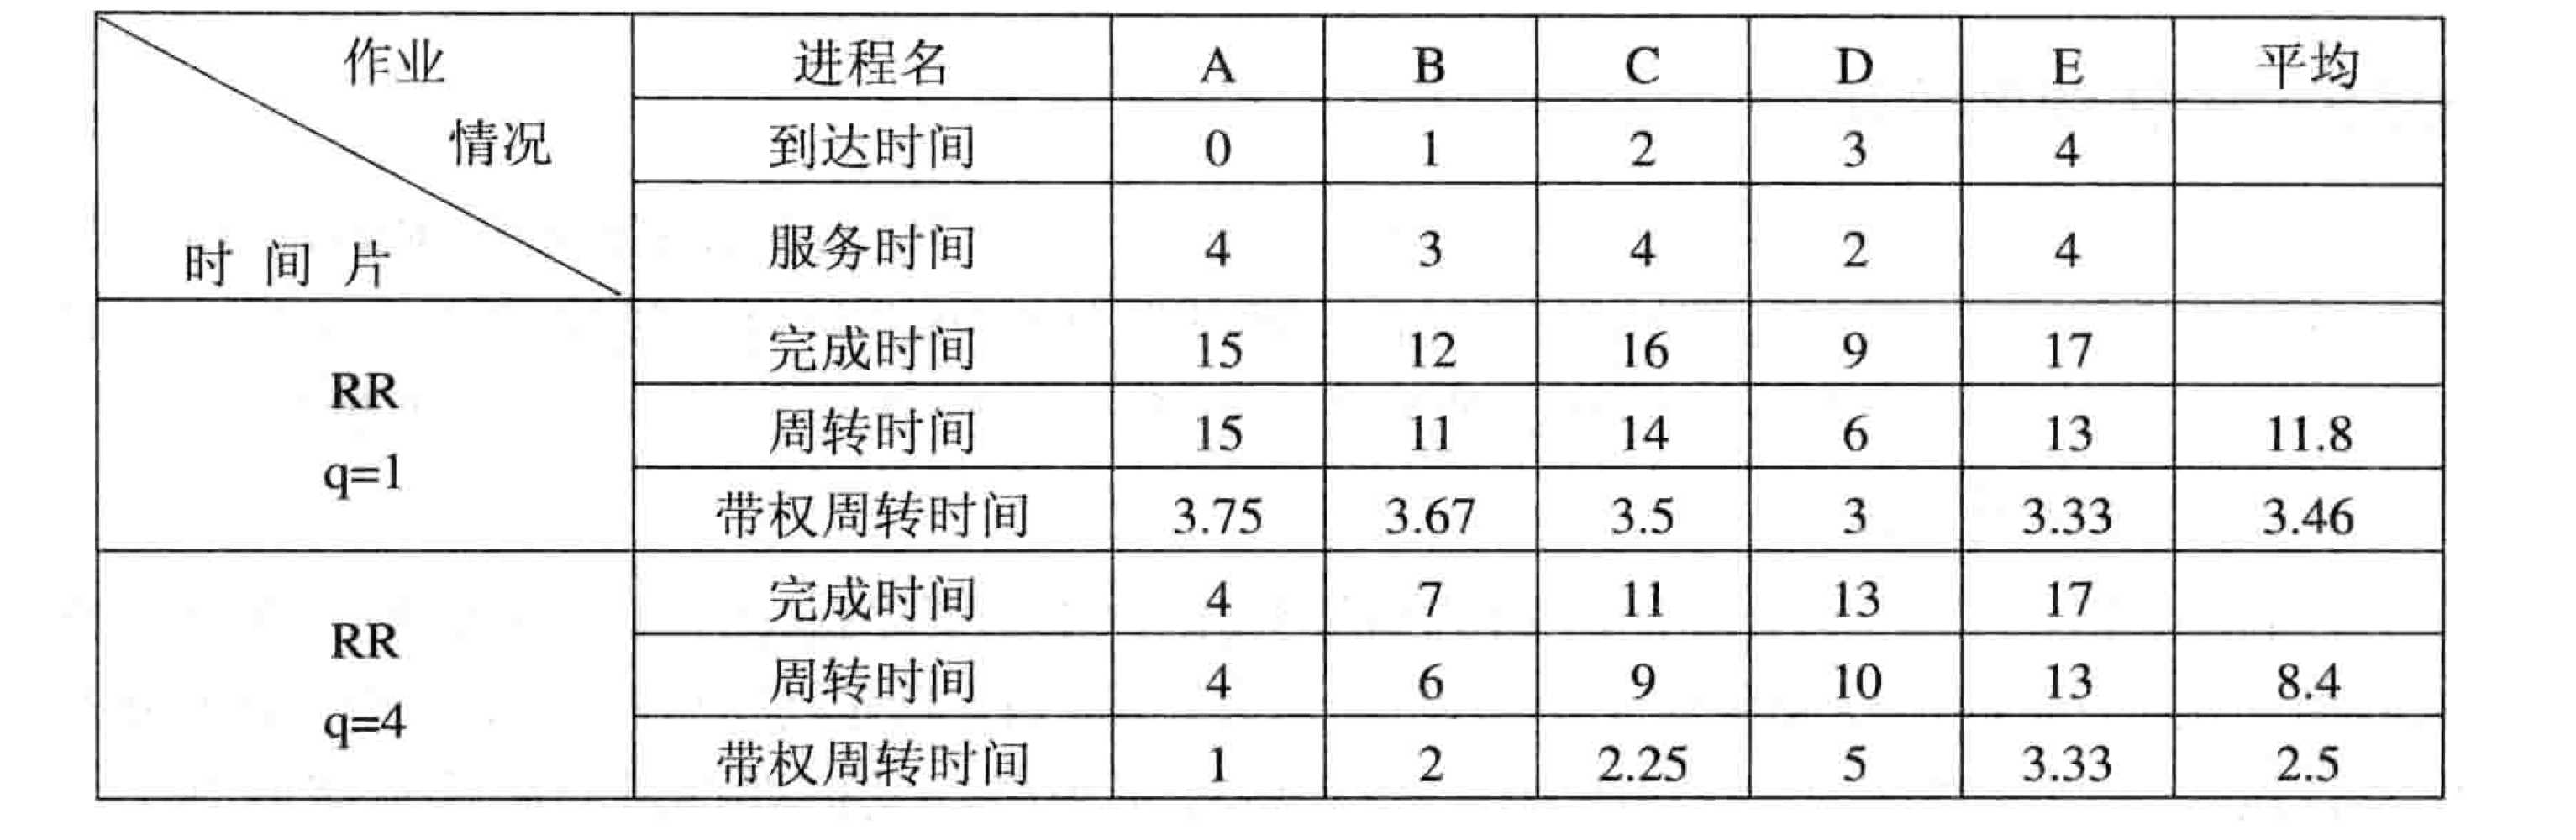 作业
情况
时 间 片
进程名 A B C D E 平均
到达时间 0 1 2 3 4
服务时间 4 3 4 2 4
RR
q=1
完成时间 15 12 16 9 17
周转时间 15 11 14 6 13 11.8
带权周转时间 3.75 3.67 3.5 3 3.33 3.46
RR
q=4
完成时间 4 7 11 13 17
周转时间 4 6 9 10 13 8.4
带权周转时间 1 2 2.25 5 3.33 2.5